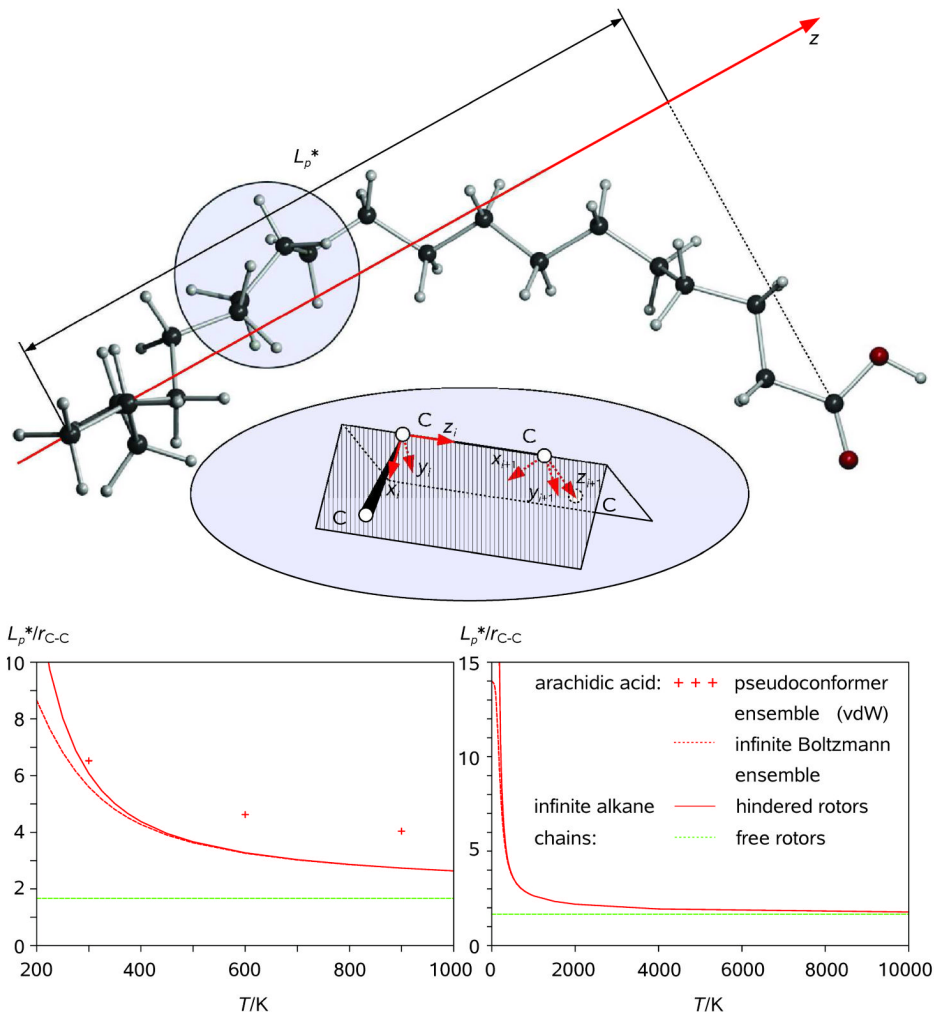 z
Lₚ*
C
zᵢ
C
yᵢ
xᵢ
xᵢ₊₁
yᵢ₊₁
zᵢ₊₁
C
C
Lₚ*/r_C-C
10
8
6
4
2
0
200
400
600
800
1000
T/K
Lₚ*/r_C-C
15
10
5
0
0
2000
4000
6000
8000
10000
T/K
arachidic acid: + + + pseudoconformer
ensemble (vdW)
infinite Boltzmann
ensemble
infinite alkane hindered rotors
chains: free rotors